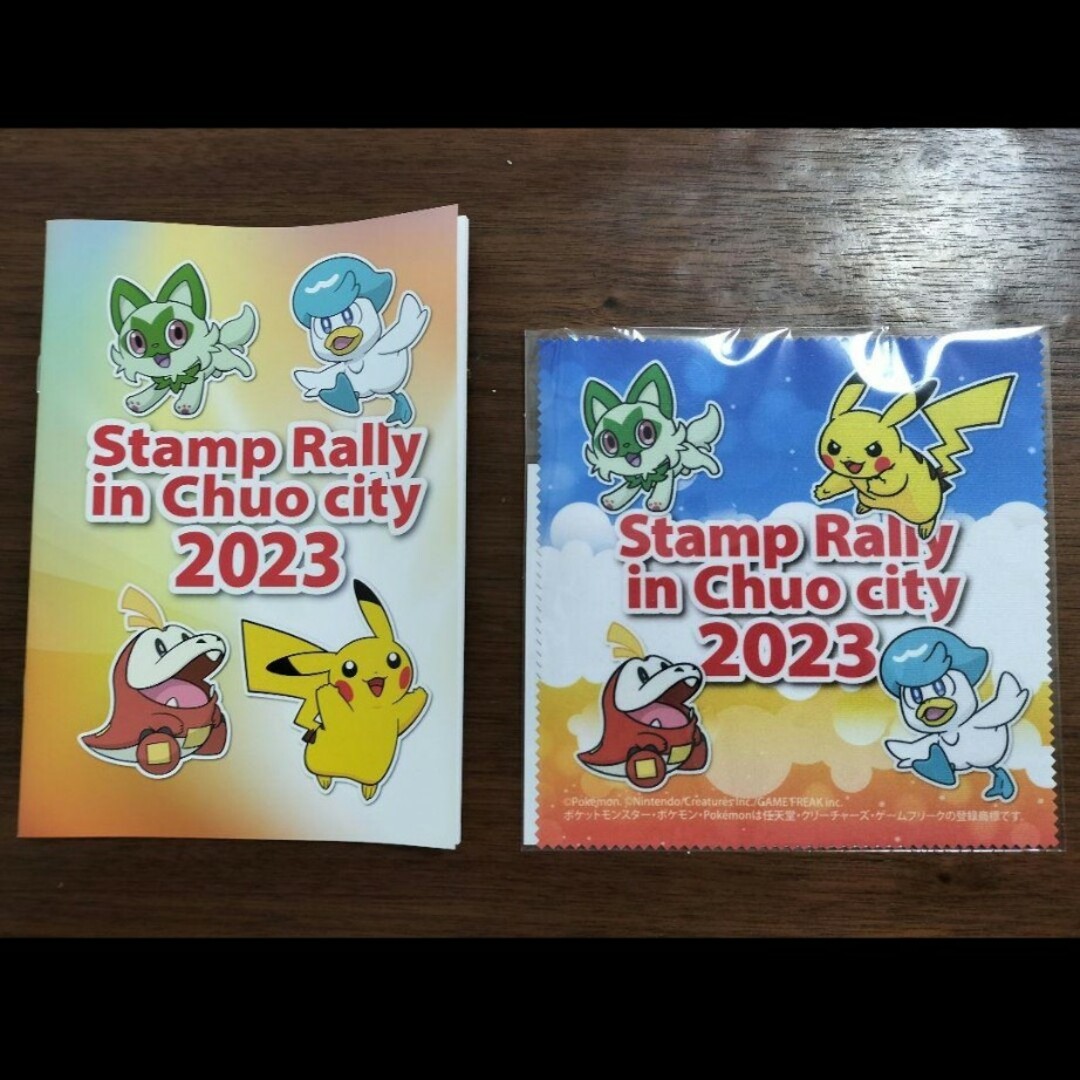 Stamp Rally
in Chuo city
2023
Stamp Rally
in Chuo city
2023
©Pokémon. ©Nintendo/Creatures Inc./GAME FREAK inc.
ポケットモンスター・ポケモン・Pokémonは任天堂・クリーチャーズ・ゲームフリークの登録商標です.